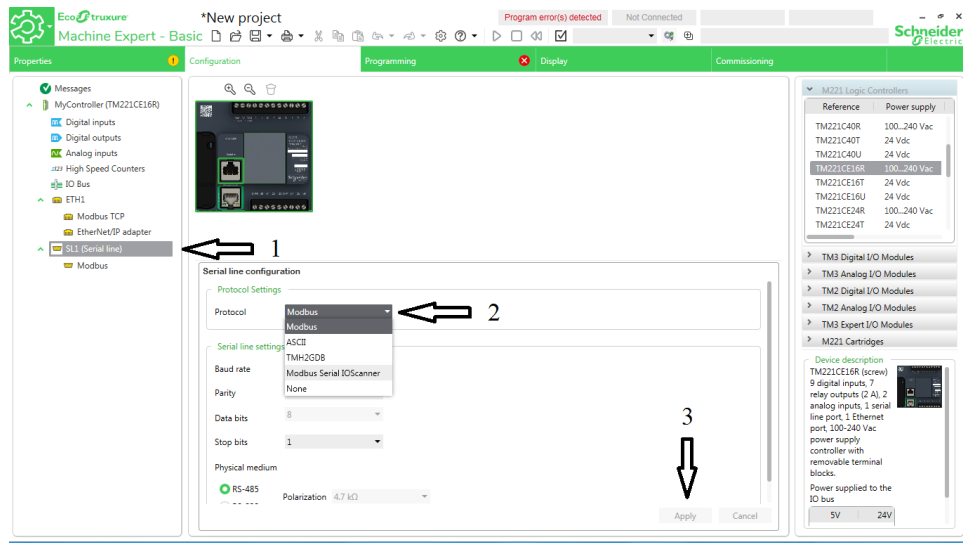 EcoStruxure
Machine Expert - Basic
*New project
Program error(s) detected
Not Connected
Schneider
Electric
Properties
Configuration
Programming
Display
Commissioning
Messages
MyController (TM221CE16R)
Digital inputs
Digital outputs
Analog inputs
High Speed Counters
IO Bus
ETH1
Modbus TCP
EtherNet/IP adapter
SL1 (Serial line)
Modbus
1
Serial line configuration
Protocol Settings
Protocol
Modbus
2
Modbus
ASCII
TMH2GDB
Modbus Serial IOScanner
None
Serial line settings
Baud rate
Parity
Data bits
8
Stop bits
1
Physical medium
RS-485
Polarization
4.7 kΩ
3
Apply
Cancel
M221 Logic Controllers
Reference Power supply
TM221C40R 100...240 Vac
TM221C40T 24 Vdc
TM221C40U 24 Vdc
TM221CE16R 100...240 Vac
TM221CE16T 24 Vdc
TM221CE16U 24 Vdc
TM221CE24R 100...240 Vac
TM221CE24T 24 Vdc
TM3 Digital I/O Modules
TM3 Analog I/O Modules
TM2 Digital I/O Modules
TM2 Analog I/O Modules
TM3 Expert I/O Modules
M221 Cartridges
Device description
TM221CE16R (screw)
9 digital inputs, 7
relay outputs (2 A), 2
analog inputs, 1 serial
line port, 1 Ethernet
port, 100-240 Vac
power supply
controller with
removable terminal
blocks.
Power supplied to the
IO bus
5V 24V